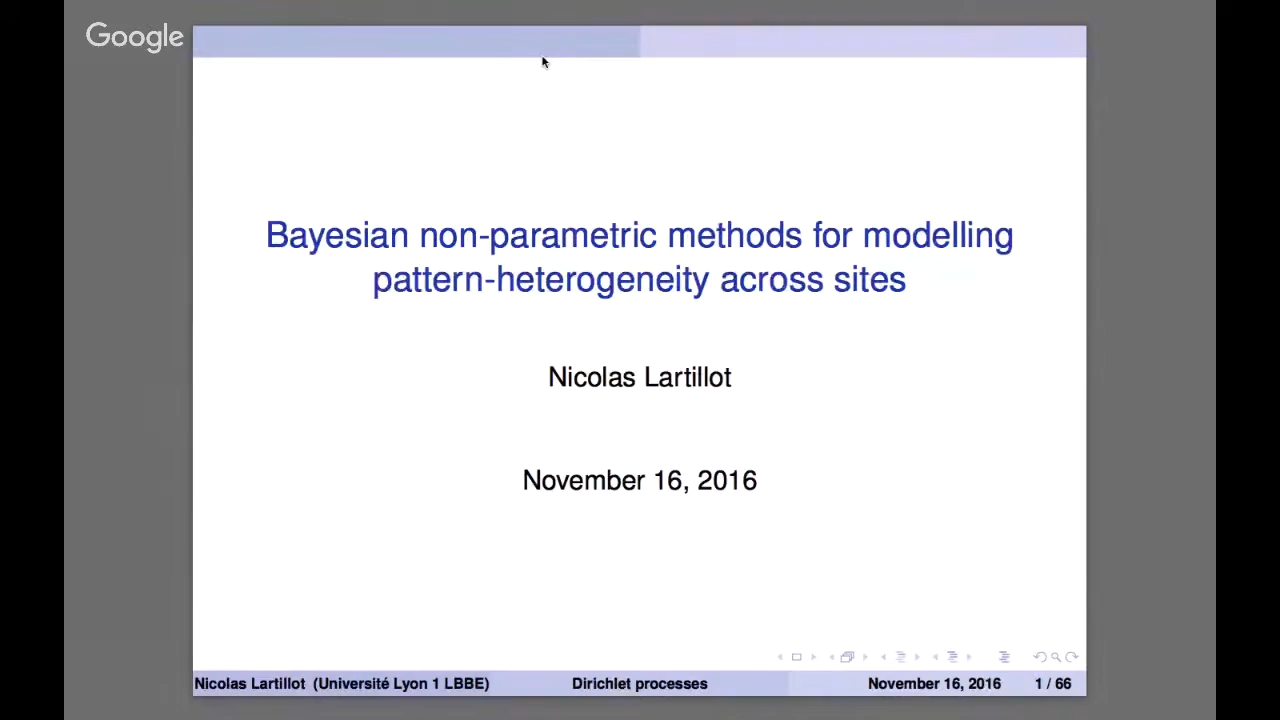 Google
Bayesian non-parametric methods for modelling
pattern-heterogeneity across sites
Nicolas Lartillot
November 16, 2016
Nicolas Lartillot (Université Lyon 1 LBBE) Dirichlet processes November 16, 2016 1 / 66